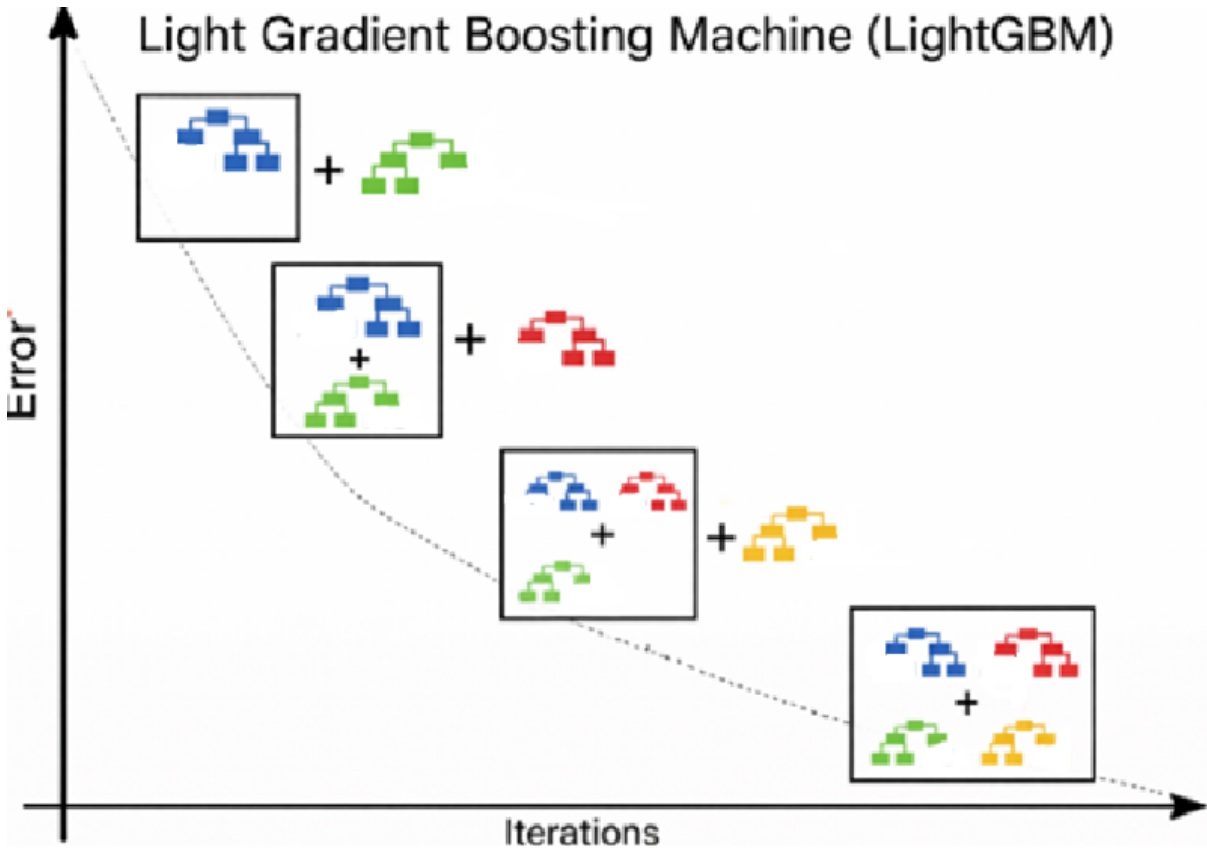 Light Gradient Boosting Machine (LightGBM)
+
+
+
+
+
+
Error
Iterations